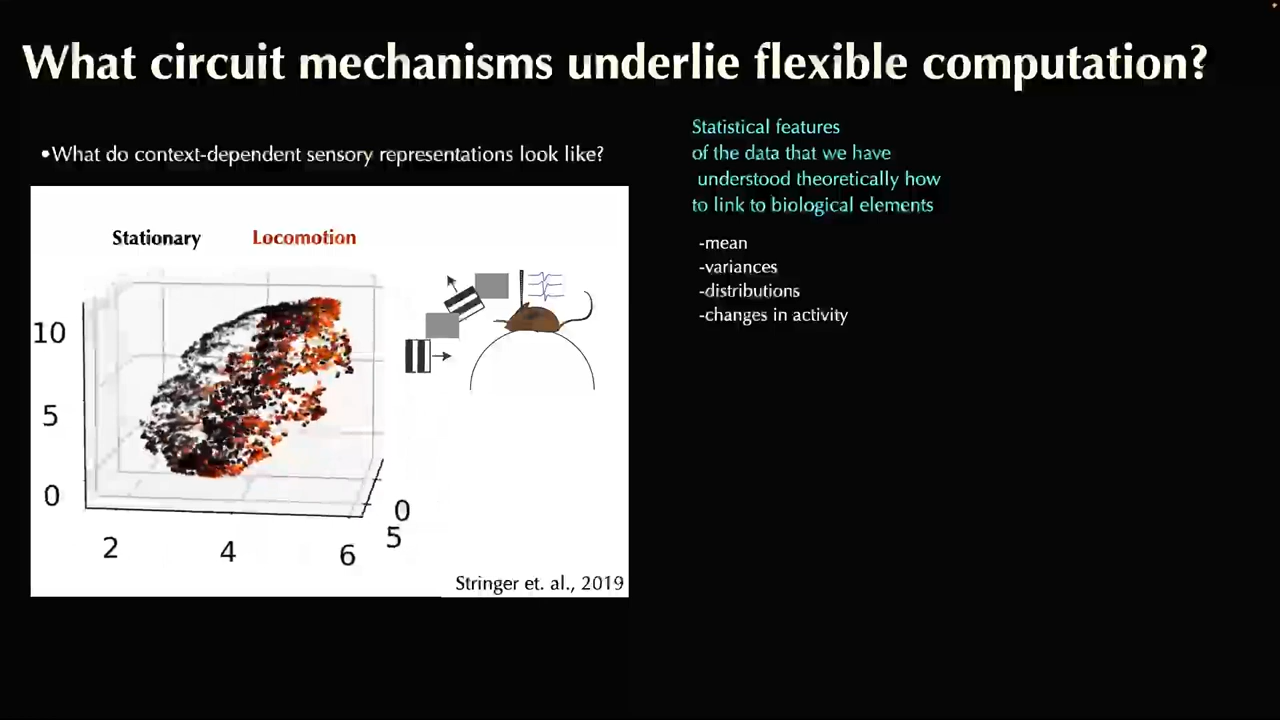 What circuit mechanisms underlie flexible computation?
•What do context-dependent sensory representations look like?
Stationary Locomotion
10
5
0
2
4
6
0
5
Stringer et. al., 2019
Statistical features
of the data that we have
understood theoretically how
to link to biological elements
-mean
-variances
-distributions
-changes in activity